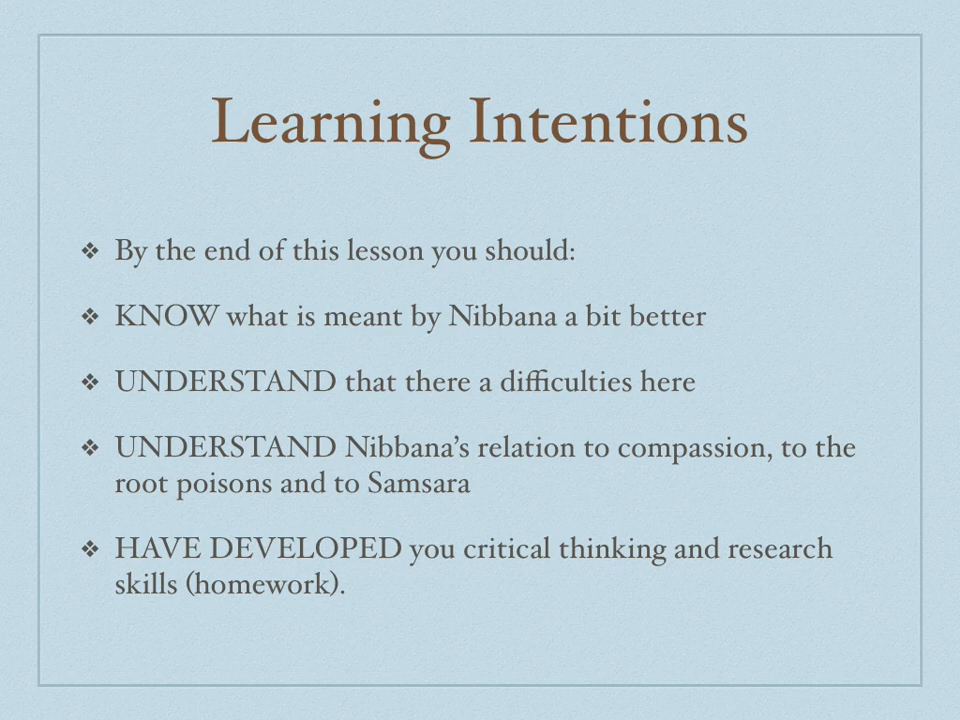 Learning Intentions
❖ By the end of this lesson you should:
❖ KNOW what is meant by Nibbana a bit better
❖ UNDERSTAND that there a difficulties here
❖ UNDERSTAND Nibbana’s relation to compassion, to the
root poisons and to Samsara
❖ HAVE DEVELOPED you critical thinking and research
skills (homework).